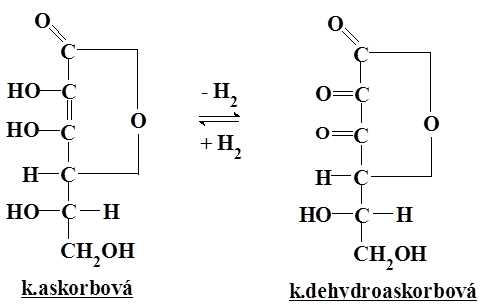 O
C
HO C
HO C
O
H C
HO C H
CH2OH
k.askorbová
- H2
+ H2
O
C
O C
O C
O
H C
HO C H
CH2OH
k.dehydroaskorbová